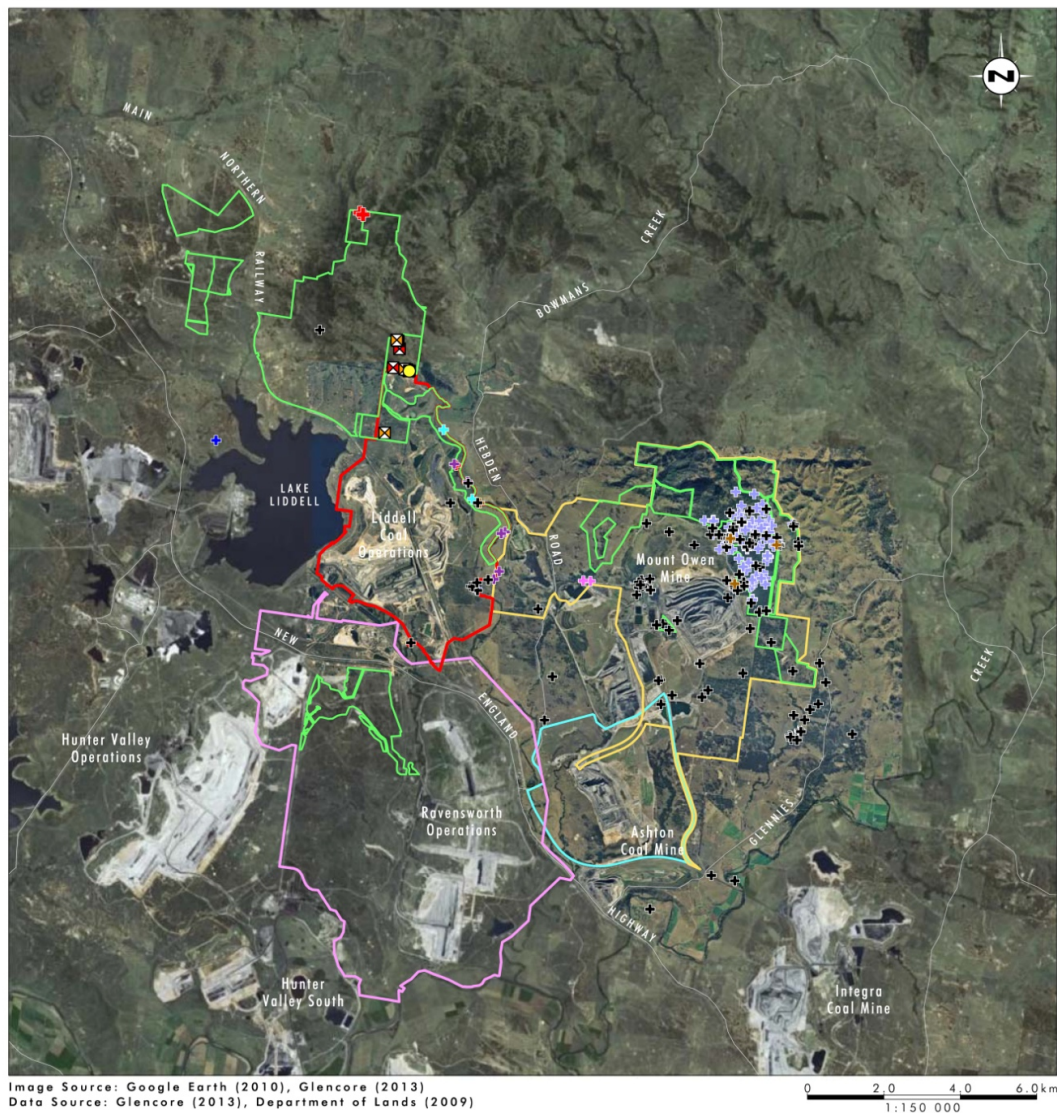 N
MAIN
NORTHERN
RAILWAY
CREEK
BOWMANS
HEBDEN
LAKE
LIDDELL
Liddell
Coal
Operations
ROAD
Mount Owen
Mine
NEW
CREEK
ENGLAND
Hunter Valley
Operations
Ravensworth
Operations
Ashton
Coal Mine
GLENNIES
HIGHWAY
Hunter
Valley South
Integra
Coal Mine
Image Source: Google Earth (2010), Glencore (2013)
Data Source: Glencore (2013), Department of Lands (2009)
0 2.0 4.0 6.0km
1:150 000